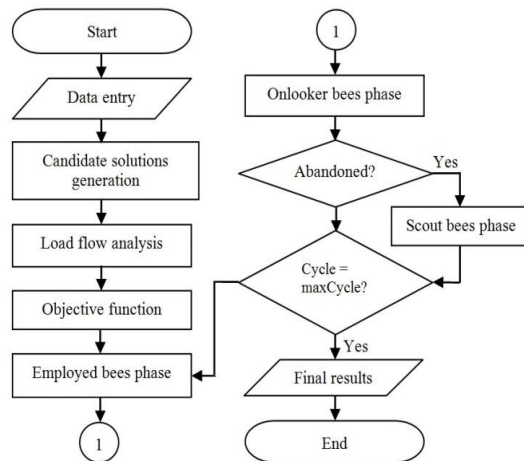 Start
Data entry
Candidate solutions
generation
Load flow analysis
Objective function
Employed bees phase
1
1
Onlooker bees phase
Abandoned?
Yes
Scout bees phase
Cycle =
maxCycle?
Yes
Final results
End